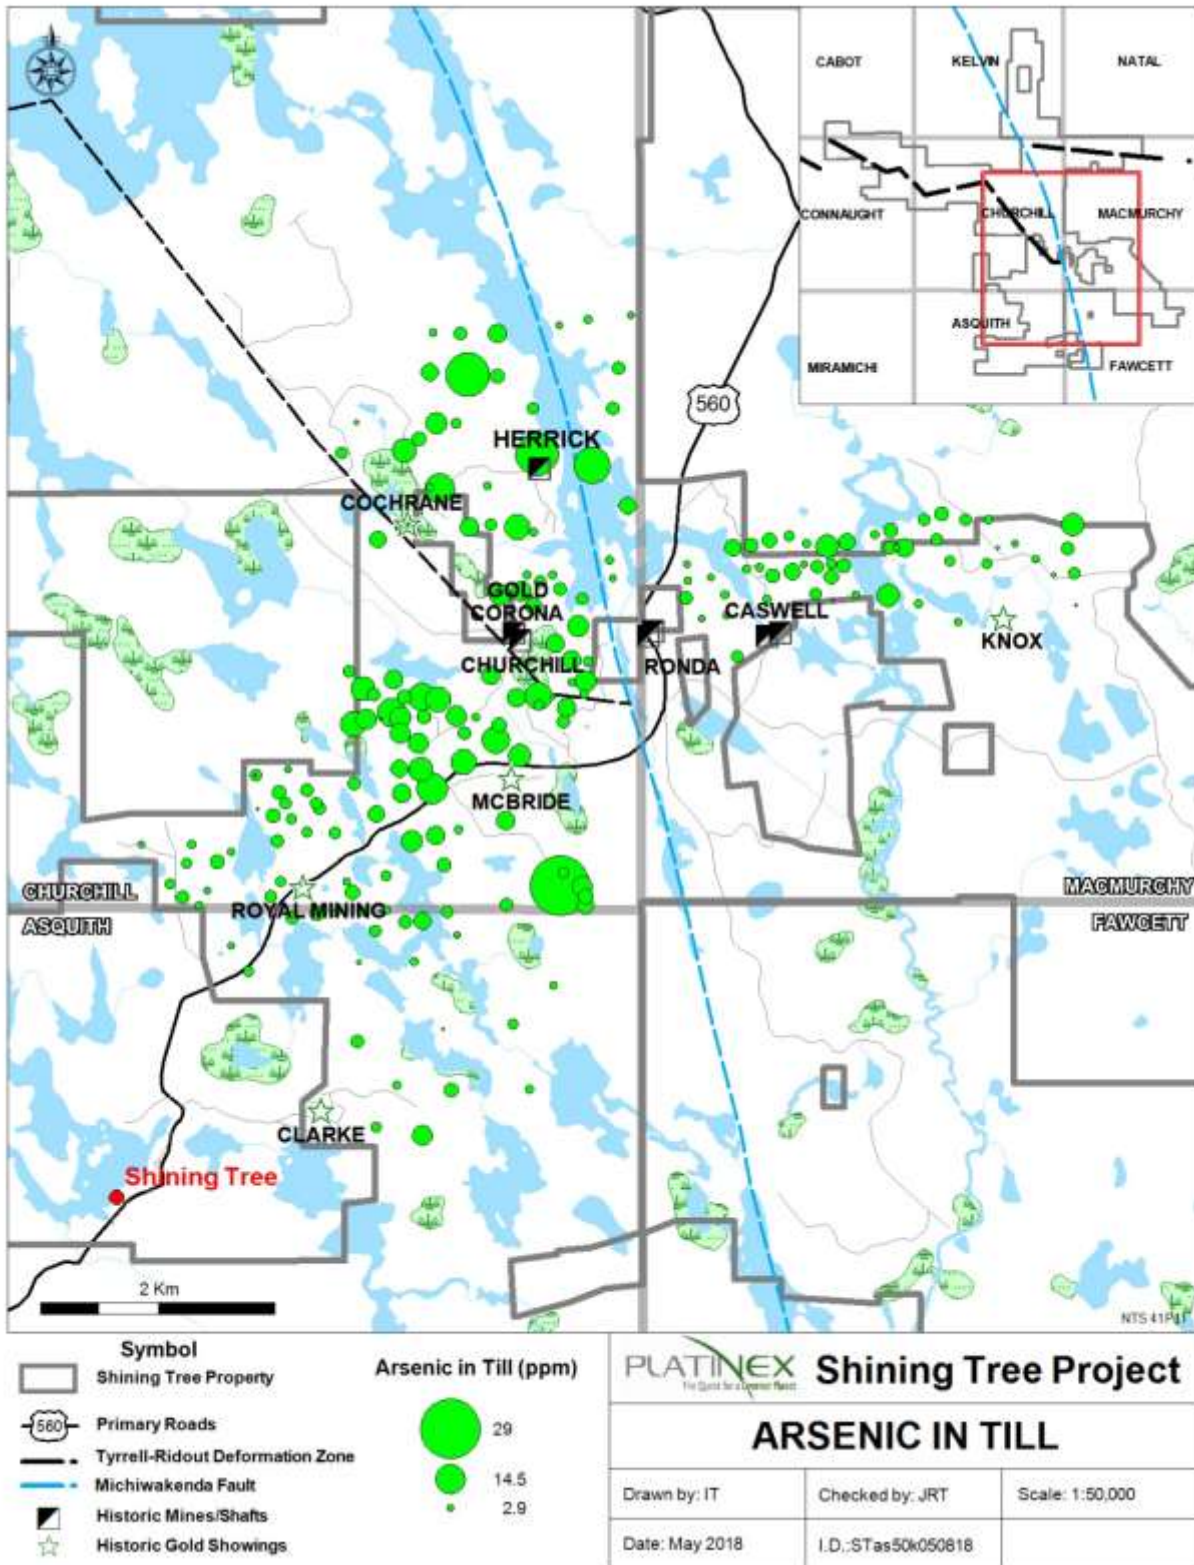 CABOT
KELVIN
NATAL
CONNAUGHT
CHURCHILL
MACMURCHY
ASQUITH
MIRAMICHI
FAWCETT
560
HERRICK
COCHRANE
GOLD
CORONA
CHURCHILL
RONDA
CASWELL
KNOX
MCBRIDE
CHURCHILL
ASQUITH
ROYAL MINING
MACMURCHY
FAWCETT
CLARKE
Shining Tree
2 Km
Symbol
Shining Tree Property
560 Primary Roads
Tyrrell-Ridout Deformation Zone
Michiwakenda Fault
Historic Mines/Shafts
Historic Gold Showings
Arsenic in Till (ppm)
29
14.5
2.9
PLATINEX
Shining Tree Project
ARSENIC IN TILL
Drawn by: IT
Checked by: JRT
Scale: 1:50,000
Date: May 2018
I.D.:STas50k050818